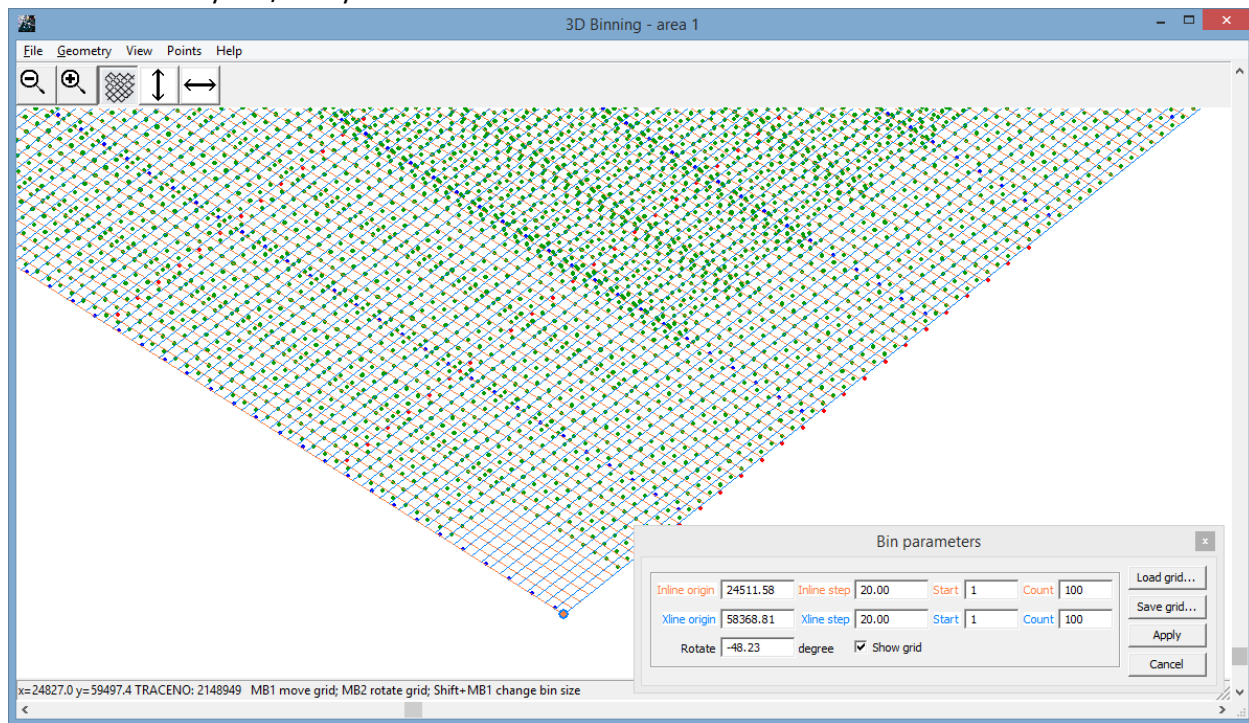 3D Binning - area 1
File Geometry View Points Help
Bin parameters
Inline origin 24511.58 Inline step 20.00 Start 1 Count 100 Load grid...
Xline origin 58368.81 Xline step 20.00 Start 1 Count 100 Save grid...
Rotate -48.23 degree Show grid Apply
Cancel
x=24827.0 y=59497.4 TRACENO: 2148949 MB1 move grid; MB2 rotate grid; Shift+MB1 change bin size